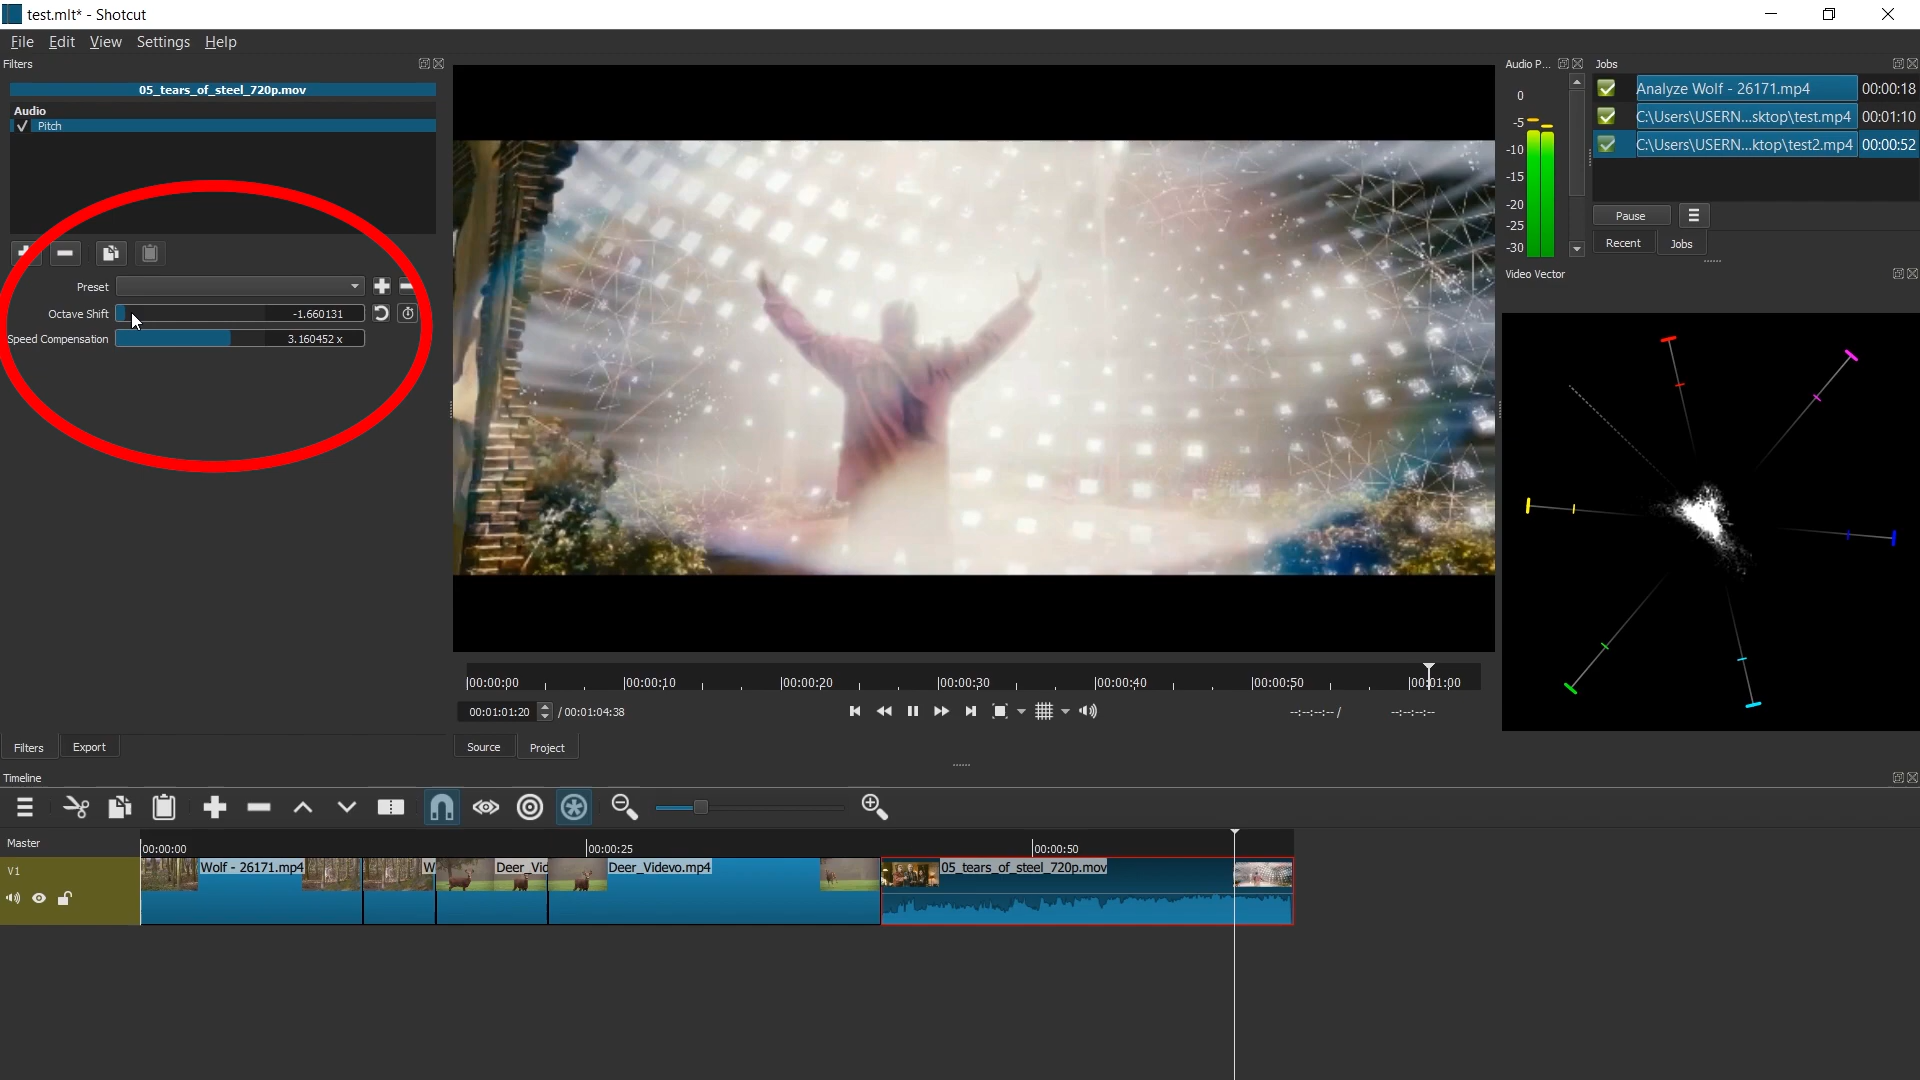 test.mlt* - Shotcut
File Edit View Settings Help
Filters
05_tears_of_steel_720p.mov
Audio
Pitch
Preset
Octave Shift -1.660131
Speed Compensation 3.160452 x
Audio P...
0
-5
-10
-15
-20
-25
-30
Jobs
Analyze Wolf - 26171.mp4 00:00:18
C:\Users\USERN...sktop\test.mp4 00:01:10
C:\Users\USERN...ktop\test2.mp4 00:00:52
Pause
Recent Jobs
Video Vector
00:00:00 00:00:10 00:00:20 00:00:30 00:00:40 00:00:50 00:01:00
00:01:01:20 / 00:01:04:38 --:--:--:-- / --:--:--:--
Filters Export Source Project
Timeline
Master 00:00:00 00:00:25 00:00:50
V1 Wolf - 26171.mp4 W Deer_Vid Deer_Videvo.mp4 05_tears_of_steel_720p.mov